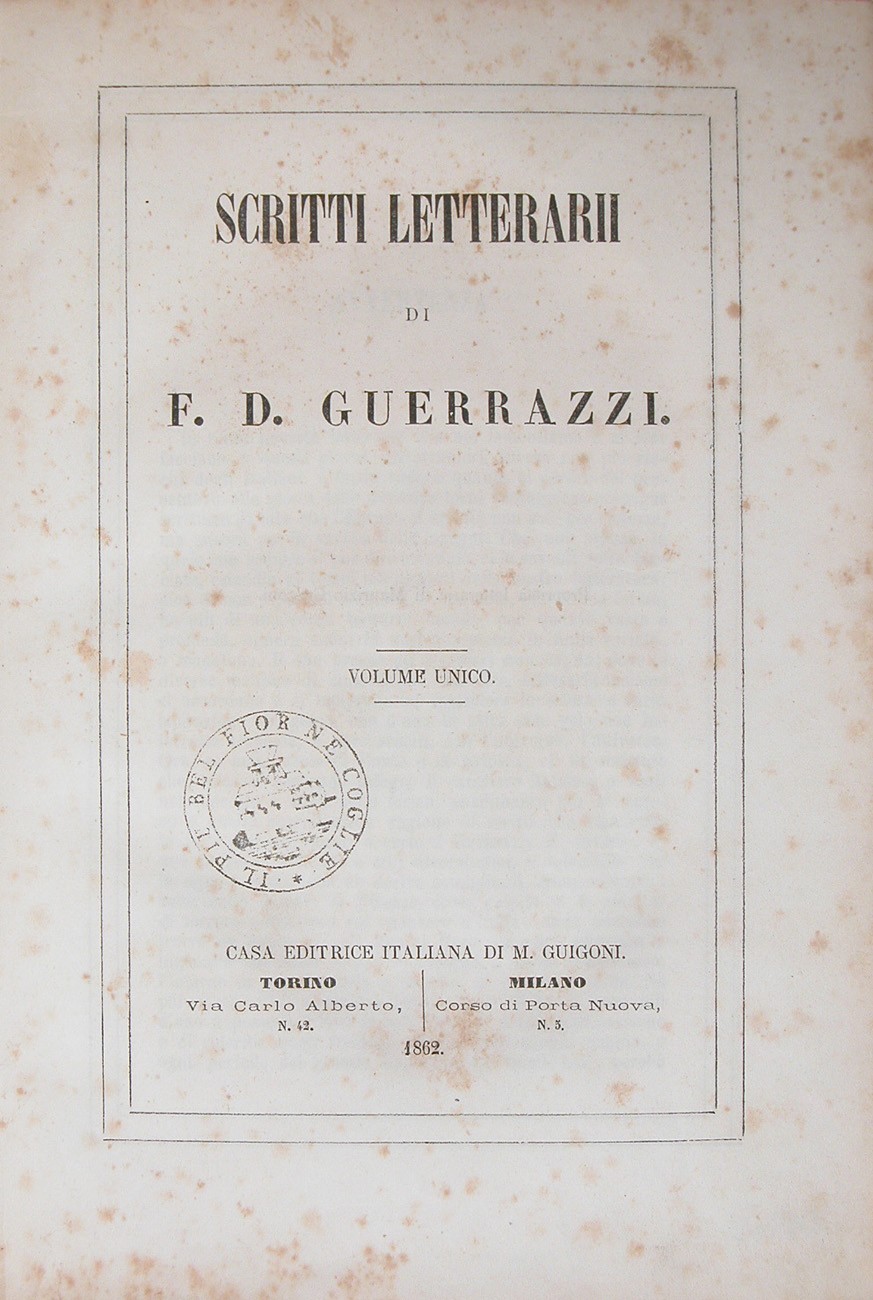 SCRITTI LETTERARII
DI
F. D. GUERRAZZI.
VOLUME UNICO.
IL PIU BEL FIOR NE COGLIE *
CASA EDITRICE ITALIANA DI M. GUIGONI.
TORINO
Via Carlo Alberto,
N. 42.
MILANO
Corso di Porta Nuova,
N. 5.
1862.